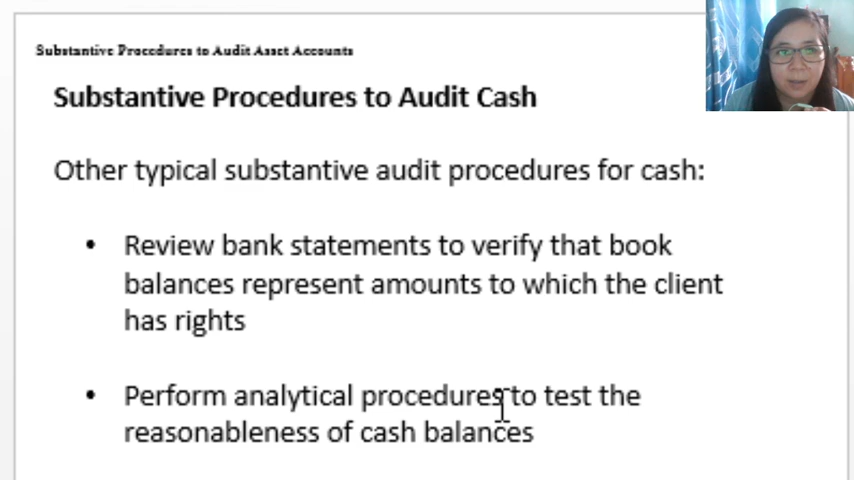 Substantive Procedures to Audit Asset Accounts
Substantive Procedures to Audit Cash
Other typical substantive audit procedures for cash:
• Review bank statements to verify that book
balances represent amounts to which the client
has rights
• Perform analytical procedures to test the
reasonableness of cash balances